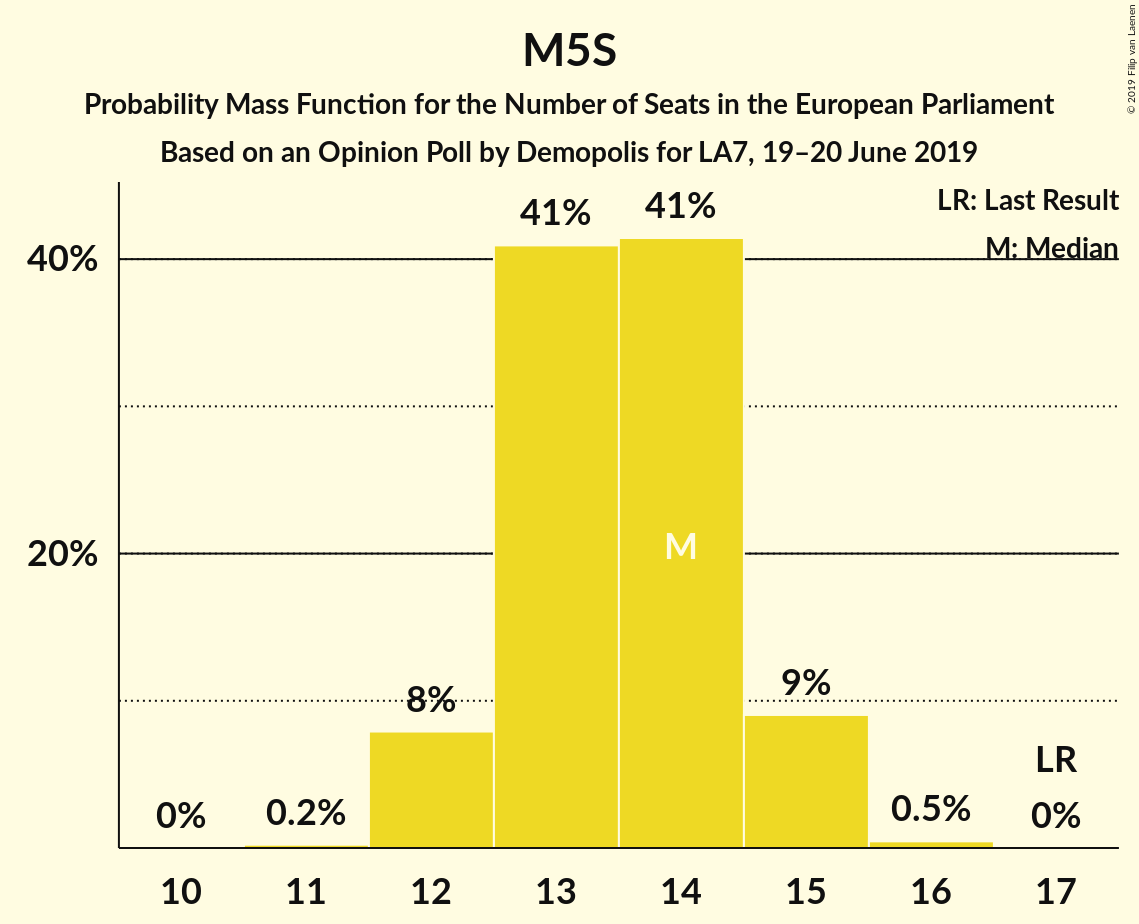 M5S
Probability Mass Function for the Number of Seats in the European Parliament
Based on an Opinion Poll by Demopolis for LA7, 19–20 June 2019
© 2019 Filip van Laenen
LR: Last Result
M: Median
40%
20%
0%
0.2%
8%
41%
41%
M
9%
0.5%
LR
0%
10 11 12 13 14 15 16 17